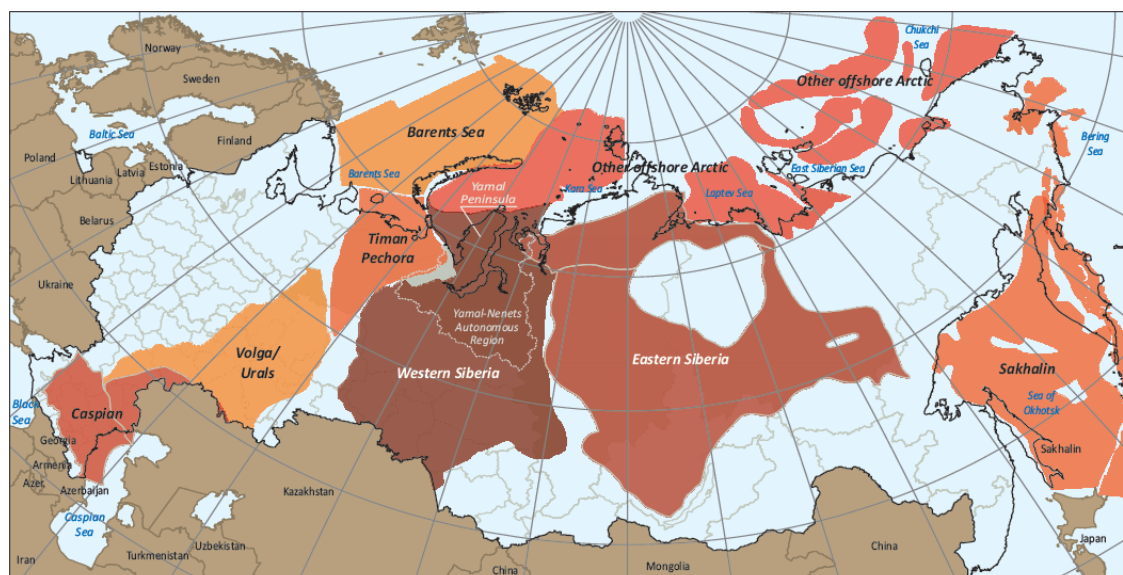 Chukchi
Sea
Norway
Sweden
Other offshore Arctic
Baltic Sea
Finland
Barents Sea
Bering
Sea
Poland
Estonia
Latvia
Lithuania
Barents Sea
Kara Sea
Other offshore Arctic
East Siberian Sea
Laptev Sea
Yamal
Peninsula
Belarus
Timan
Pechora
Ukraine
Yamal-Nenets
Autonomous
Region
Volga/
Urals
Western Siberia
Eastern Siberia
Sakhalin
Sea of
Okhotsk
Black
Sea
Caspian
Georgia
Armenia
Azer.
Azerbaijan
Sakhalin
Kazakhstan
Caspian
Sea
Uzbekistan
Turkmenistan
Iran
China
Mongolia
China
Japan